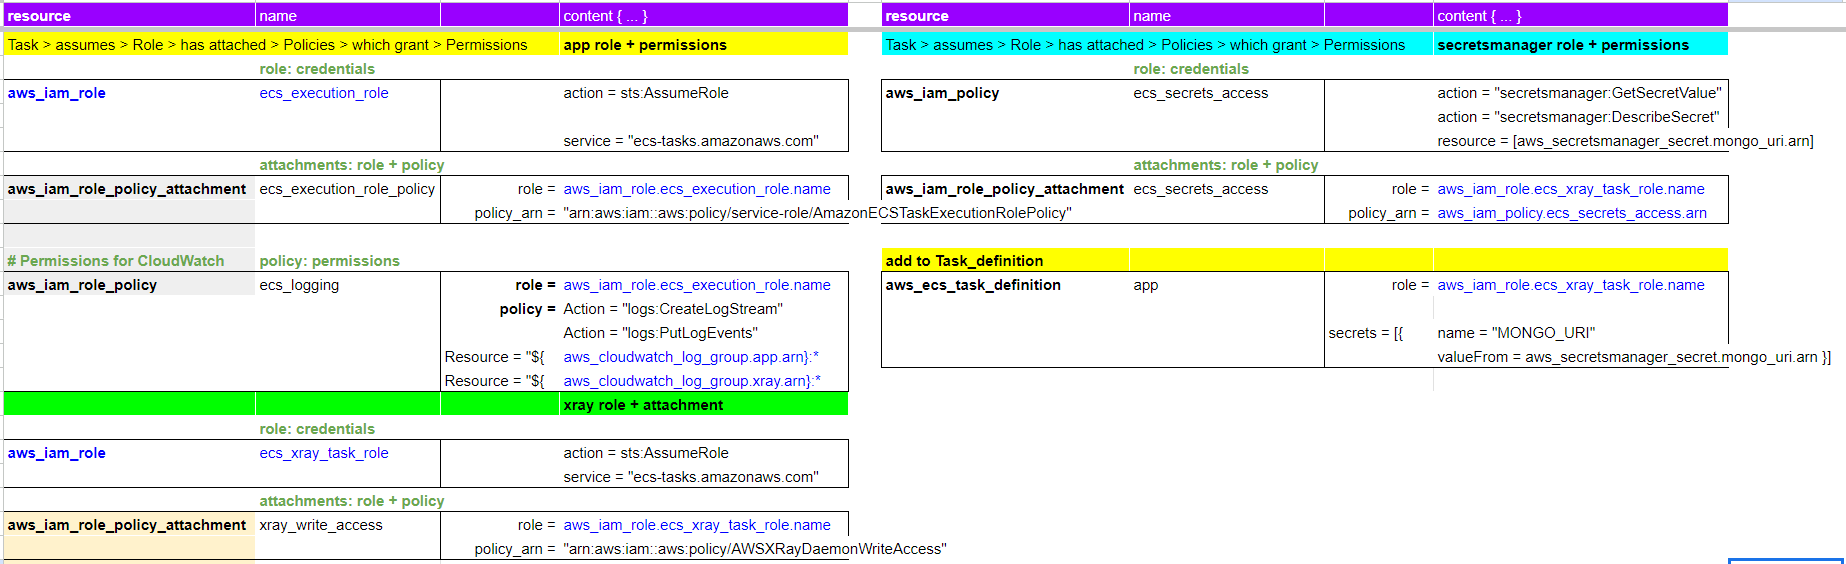 resource name content { ... }
Task > assumes > Role > has attached > Policies > which grant > Permissions app role + permissions
role: credentials
aws_iam_role ecs_execution_role action = sts:AssumeRole
service = "ecs-tasks.amazonaws.com"
attachments: role + policy
aws_iam_role_policy_attachment ecs_execution_role_policy role = aws_iam_role.ecs_execution_role.name
policy_arn = "arn:aws:iam::aws:policy/service-role/AmazonECSTaskExecutionRolePolicy"
# Permissions for CloudWatch policy: permissions
aws_iam_role_policy ecs_logging role = aws_iam_role.ecs_execution_role.name
policy = Action = "logs:CreateLogStream"
Action = "logs:PutLogEvents"
Resource = "${ aws_cloudwatch_log_group.app.arn}:*
Resource = "${ aws_cloudwatch_log_group.xray.arn}:*
xray role + attachment
role: credentials
aws_iam_role ecs_xray_task_role action = sts:AssumeRole
service = "ecs-tasks.amazonaws.com"
attachments: role + policy
aws_iam_role_policy_attachment xray_write_access role = aws_iam_role.ecs_xray_task_role.name
policy_arn = "arn:aws:iam::aws:policy/AWSXRayDaemonWriteAccess"
resource name content { ... }
Task > assumes > Role > has attached > Policies > which grant > Permissions secretsmanager role + permissions
role: credentials
aws_iam_policy ecs_secrets_access action = "secretsmanager:GetSecretValue"
action = "secretsmanager:DescribeSecret"
resource = [aws_secretsmanager_secret.mongo_uri.arn]
attachments: role + policy
aws_iam_role_policy_attachment ecs_secrets_access role = aws_iam_role.ecs_xray_task_role.name
policy_arn = aws_iam_policy.ecs_secrets_access.arn
add to Task_definition
aws_ecs_task_definition app role = aws_iam_role.ecs_xray_task_role.name
secrets = [{ name = "MONGO_URI"
valueFrom = aws_secretsmanager_secret.mongo_uri.arn }]